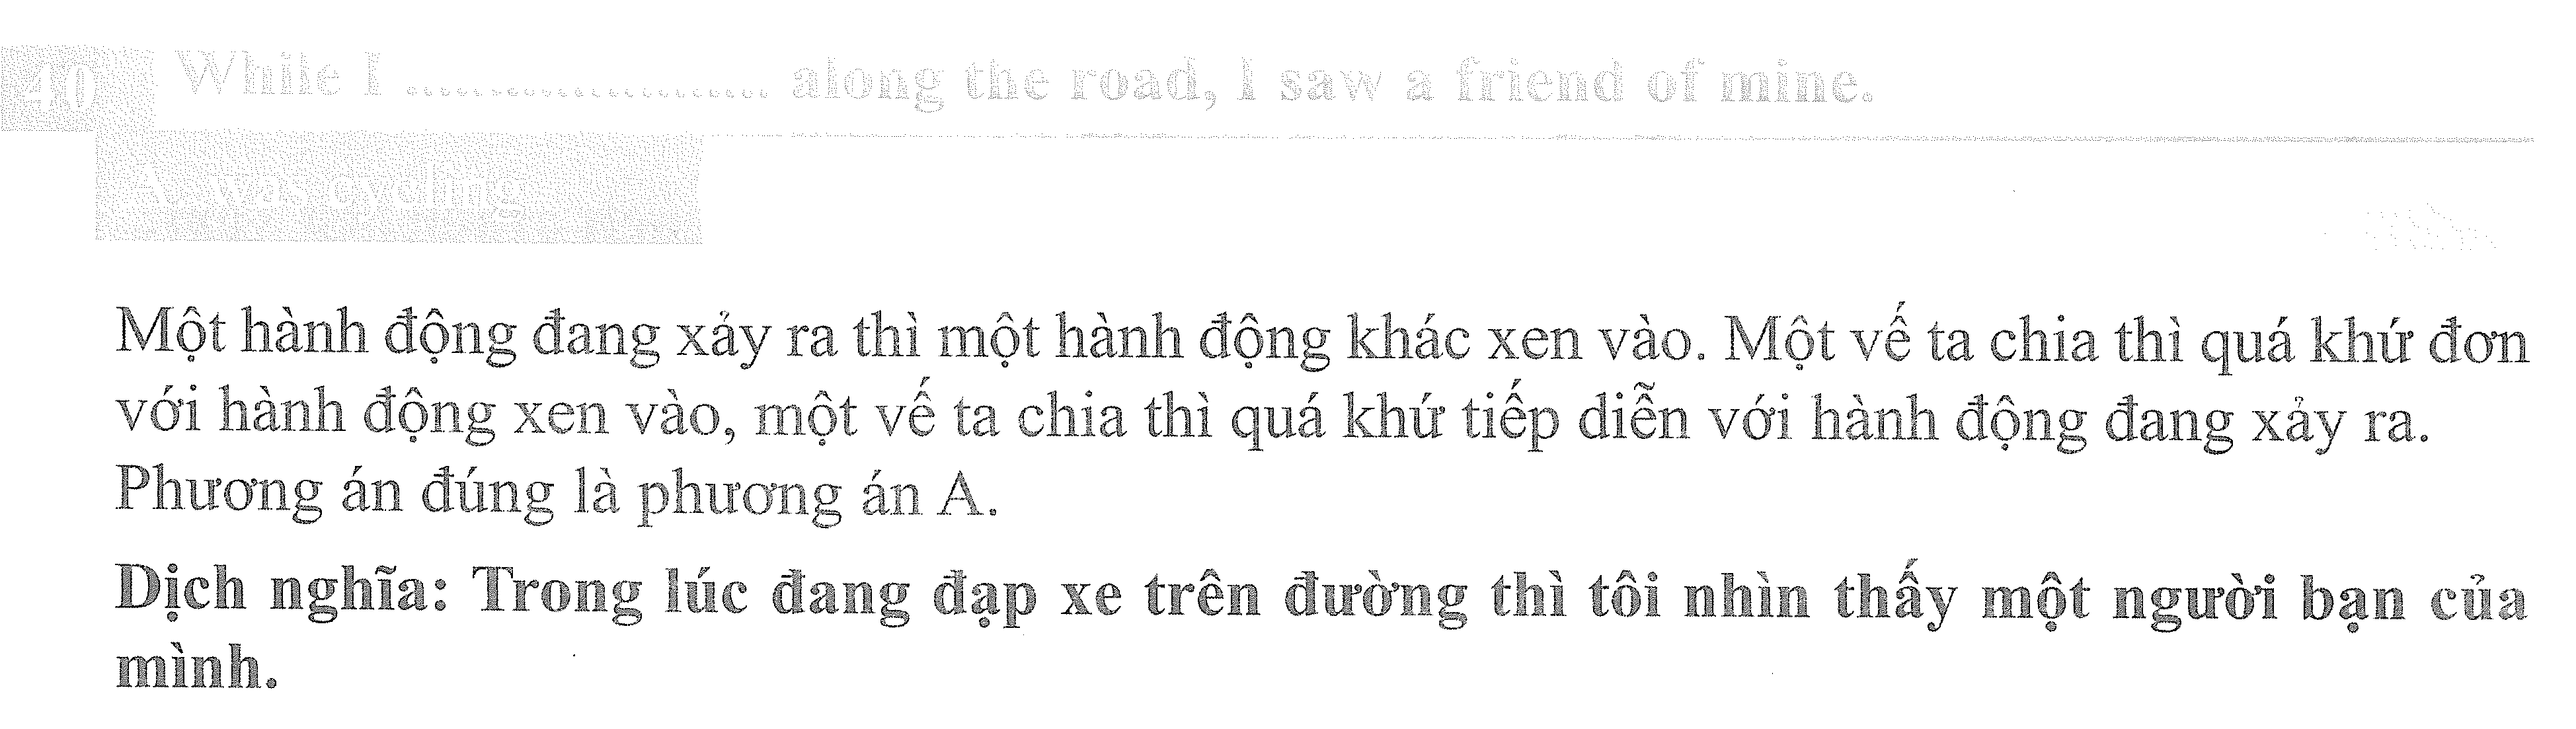 40 While I ...................... along the road, I saw a friend of mine.
A. was cycling
Một hành động đang xảy ra thì một hành động khác xen vào. Một vế ta chia thì quá khứ đơn
với hành động xen vào, một vế ta chia thì quá khứ tiếp diễn với hành động đang xảy ra.
Phương án đúng là phương án A.
Dịch nghĩa: Trong lúc đang đạp xe trên đường thì tôi nhìn thấy một người bạn của
mình.